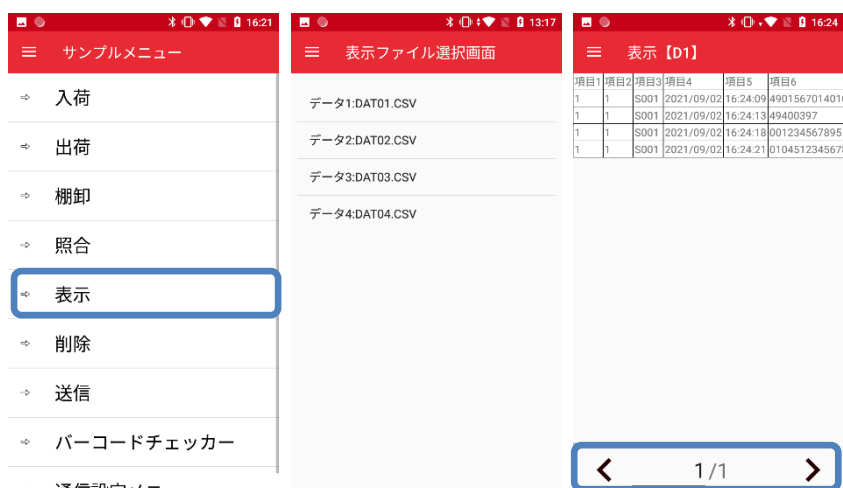 16:21
サンプルメニュー
入荷
出荷
棚卸
照合
表示
削除
送信
バーコードチェッカー
13:17
表示ファイル選択画面
データ1:DAT01.CSV
データ2:DAT02.CSV
データ3:DAT03.CSV
データ4:DAT04.CSV
16:24
表示【D1】
項目1 項目2 項目3 項目4 項目5 項目6
1 1 S001 2021/09/02 16:24:09 490156701401
1 1 S001 2021/09/02 16:24:13 49400397
1 1 S001 2021/09/02 16:24:18 001234567895
1 1 S001 2021/09/02 16:24:21 010451234567
1/1